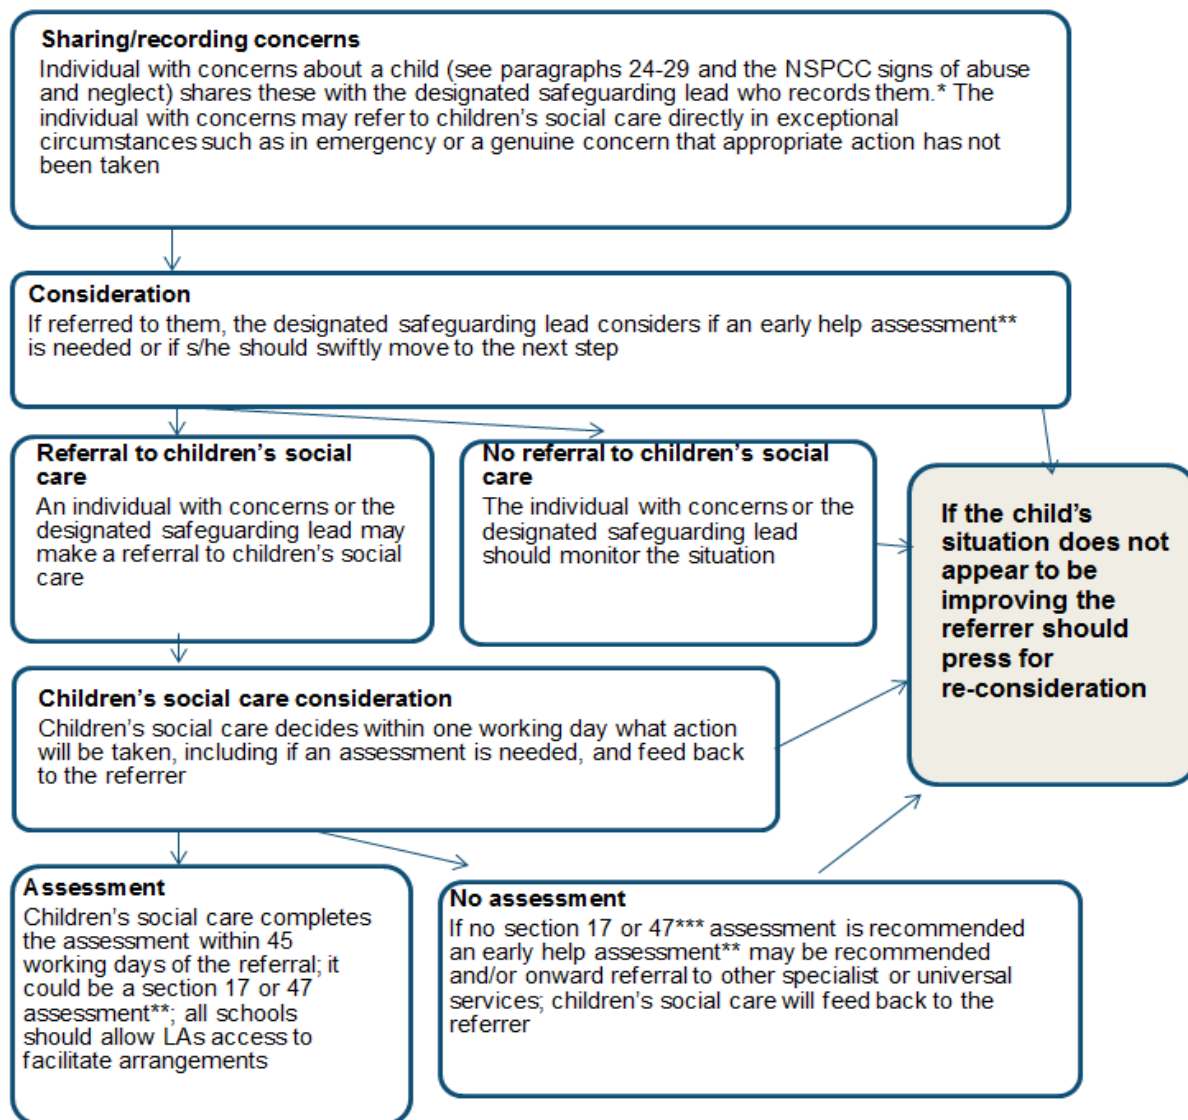 Sharing/recording concerns
Individual with concerns about a child (see paragraphs 24-29 and the NSPCC signs of abuse
and neglect) shares these with the designated safeguarding lead who records them.* The
individual with concerns may refer to children's social care directly in exceptional
circumstances such as in emergency or a genuine concern that appropriate action has not
been taken
Consideration
If referred to them, the designated safeguarding lead considers if an early help assessment**
is needed or if s/he should swiftly move to the next step
Referral to children's social
care
An individual with concerns or the
designated safeguarding lead may
make a referral to children's social
care
No referral to children's social
care
The individual with concerns or the
designated safeguarding lead
should monitor the situation
If the child's
situation does not
appear to be
improving the
referrer should
press for
re-consideration
Children's social care consideration
Children's social care decides within one working day what action
will be taken, including if an assessment is needed, and feed back
to the referrer
Assessment
Children's social care completes
the assessment within 45
working days of the referral; it
could be a section 17 or 47
assessment**; all schools
should allow LAs access to
facilitate arrangements
No assessment
If no section 17 or 47*** assessment is recommended
an early help assessment** may be recommended
and/or onward referral to other specialist or universal
services; children's social care will feed back to the
referrer